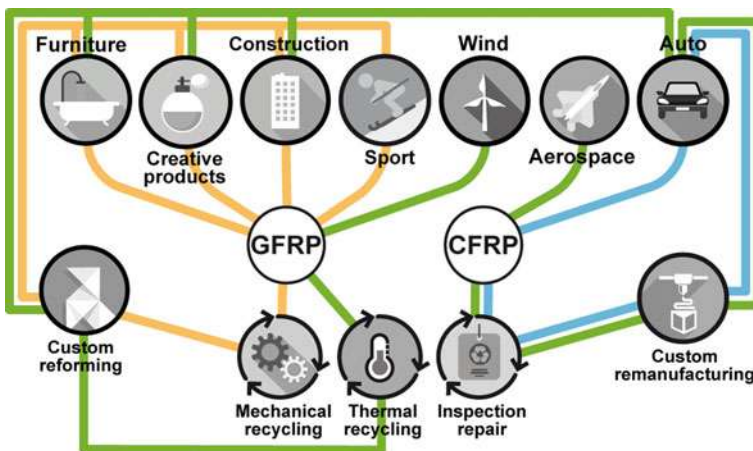 Furniture
Construction
Wind
Auto
Creative
products
Sport
Aerospace
GFRP
CFRP
Custom
reforming
Mechanical
recycling
Thermal
recycling
Inspection
repair
Custom
remanufacturing